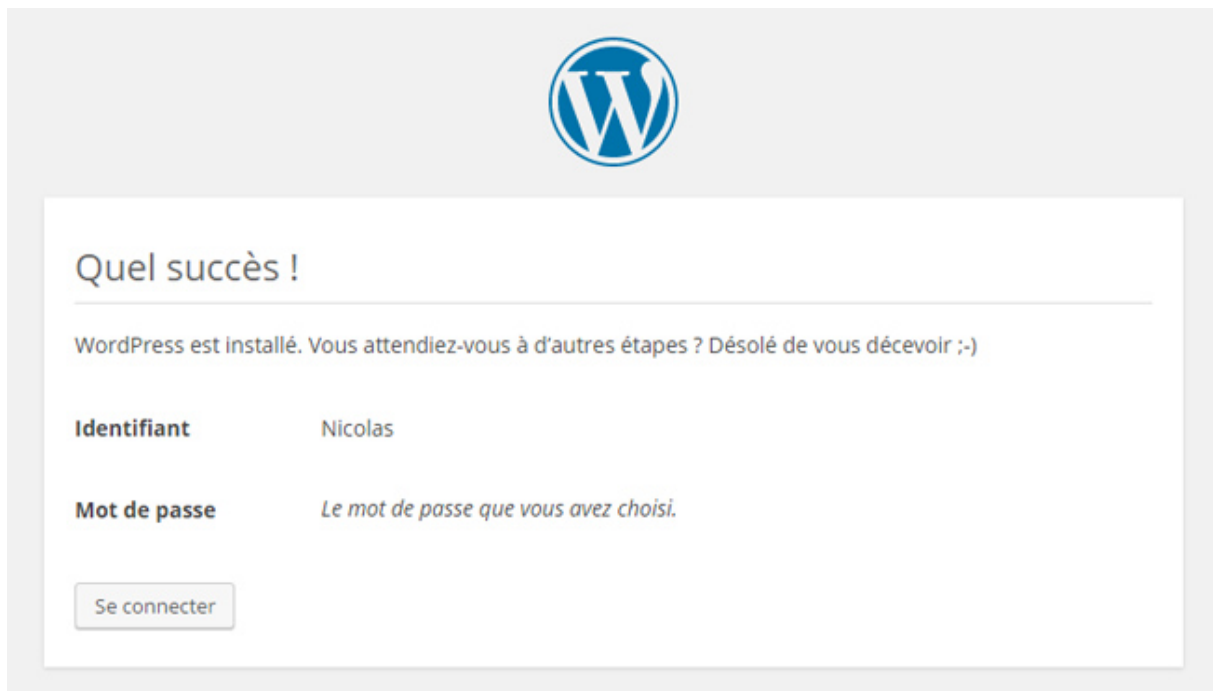 Quel succès !
WordPress est installé. Vous attendiez-vous à d’autres étapes ? Désolé de vous décevoir ;-)
Identifiant Nicolas
Mot de passe Le mot de passe que vous avez choisi.
Se connecter